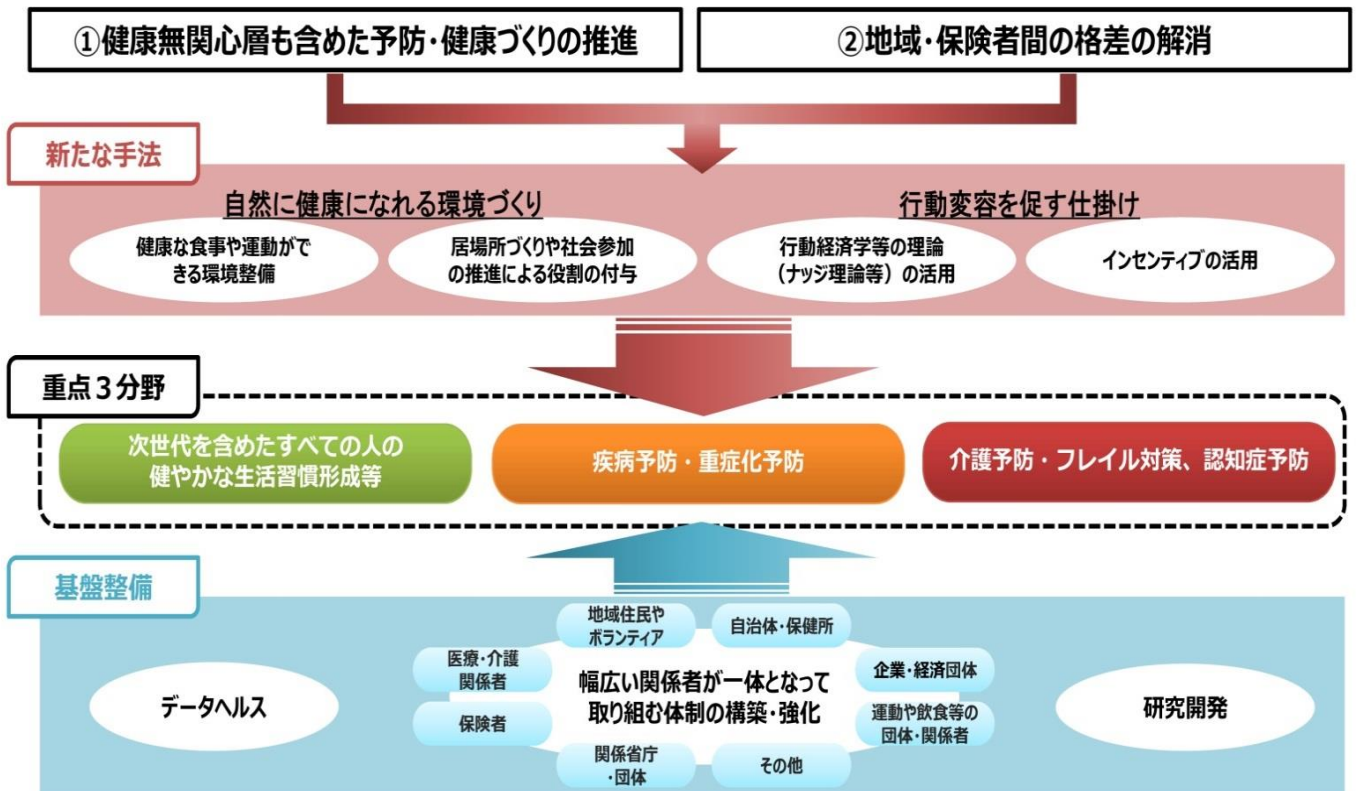 ①健康無関心層も含めた予防・健康づくりの推進
②地域・保険者間の格差の解消
新たな手法
自然に健康になれる環境づくり
行動変容を促す仕掛け
健康な食事や運動がで
きる環境整備
居場所づくりや社会参加
の推進による役割の付与
行動経済学等の理論
（ナッジ理論等）の活用
インセンティブの活用
重点３分野
次世代を含めたすべての人の
健やかな生活習慣形成等
疾病予防・重症化予防
介護予防・フレイル対策、認知症予防
基盤整備
データヘルス
地域住民や
ボランティア
自治体・保健所
医療・介護
関係者
企業・経済団体
幅広い関係者が一体となって
取り組む体制の構築・強化
保険者
運動や飲食等の
団体・関係者
関係省庁
・団体
その他
研究開発